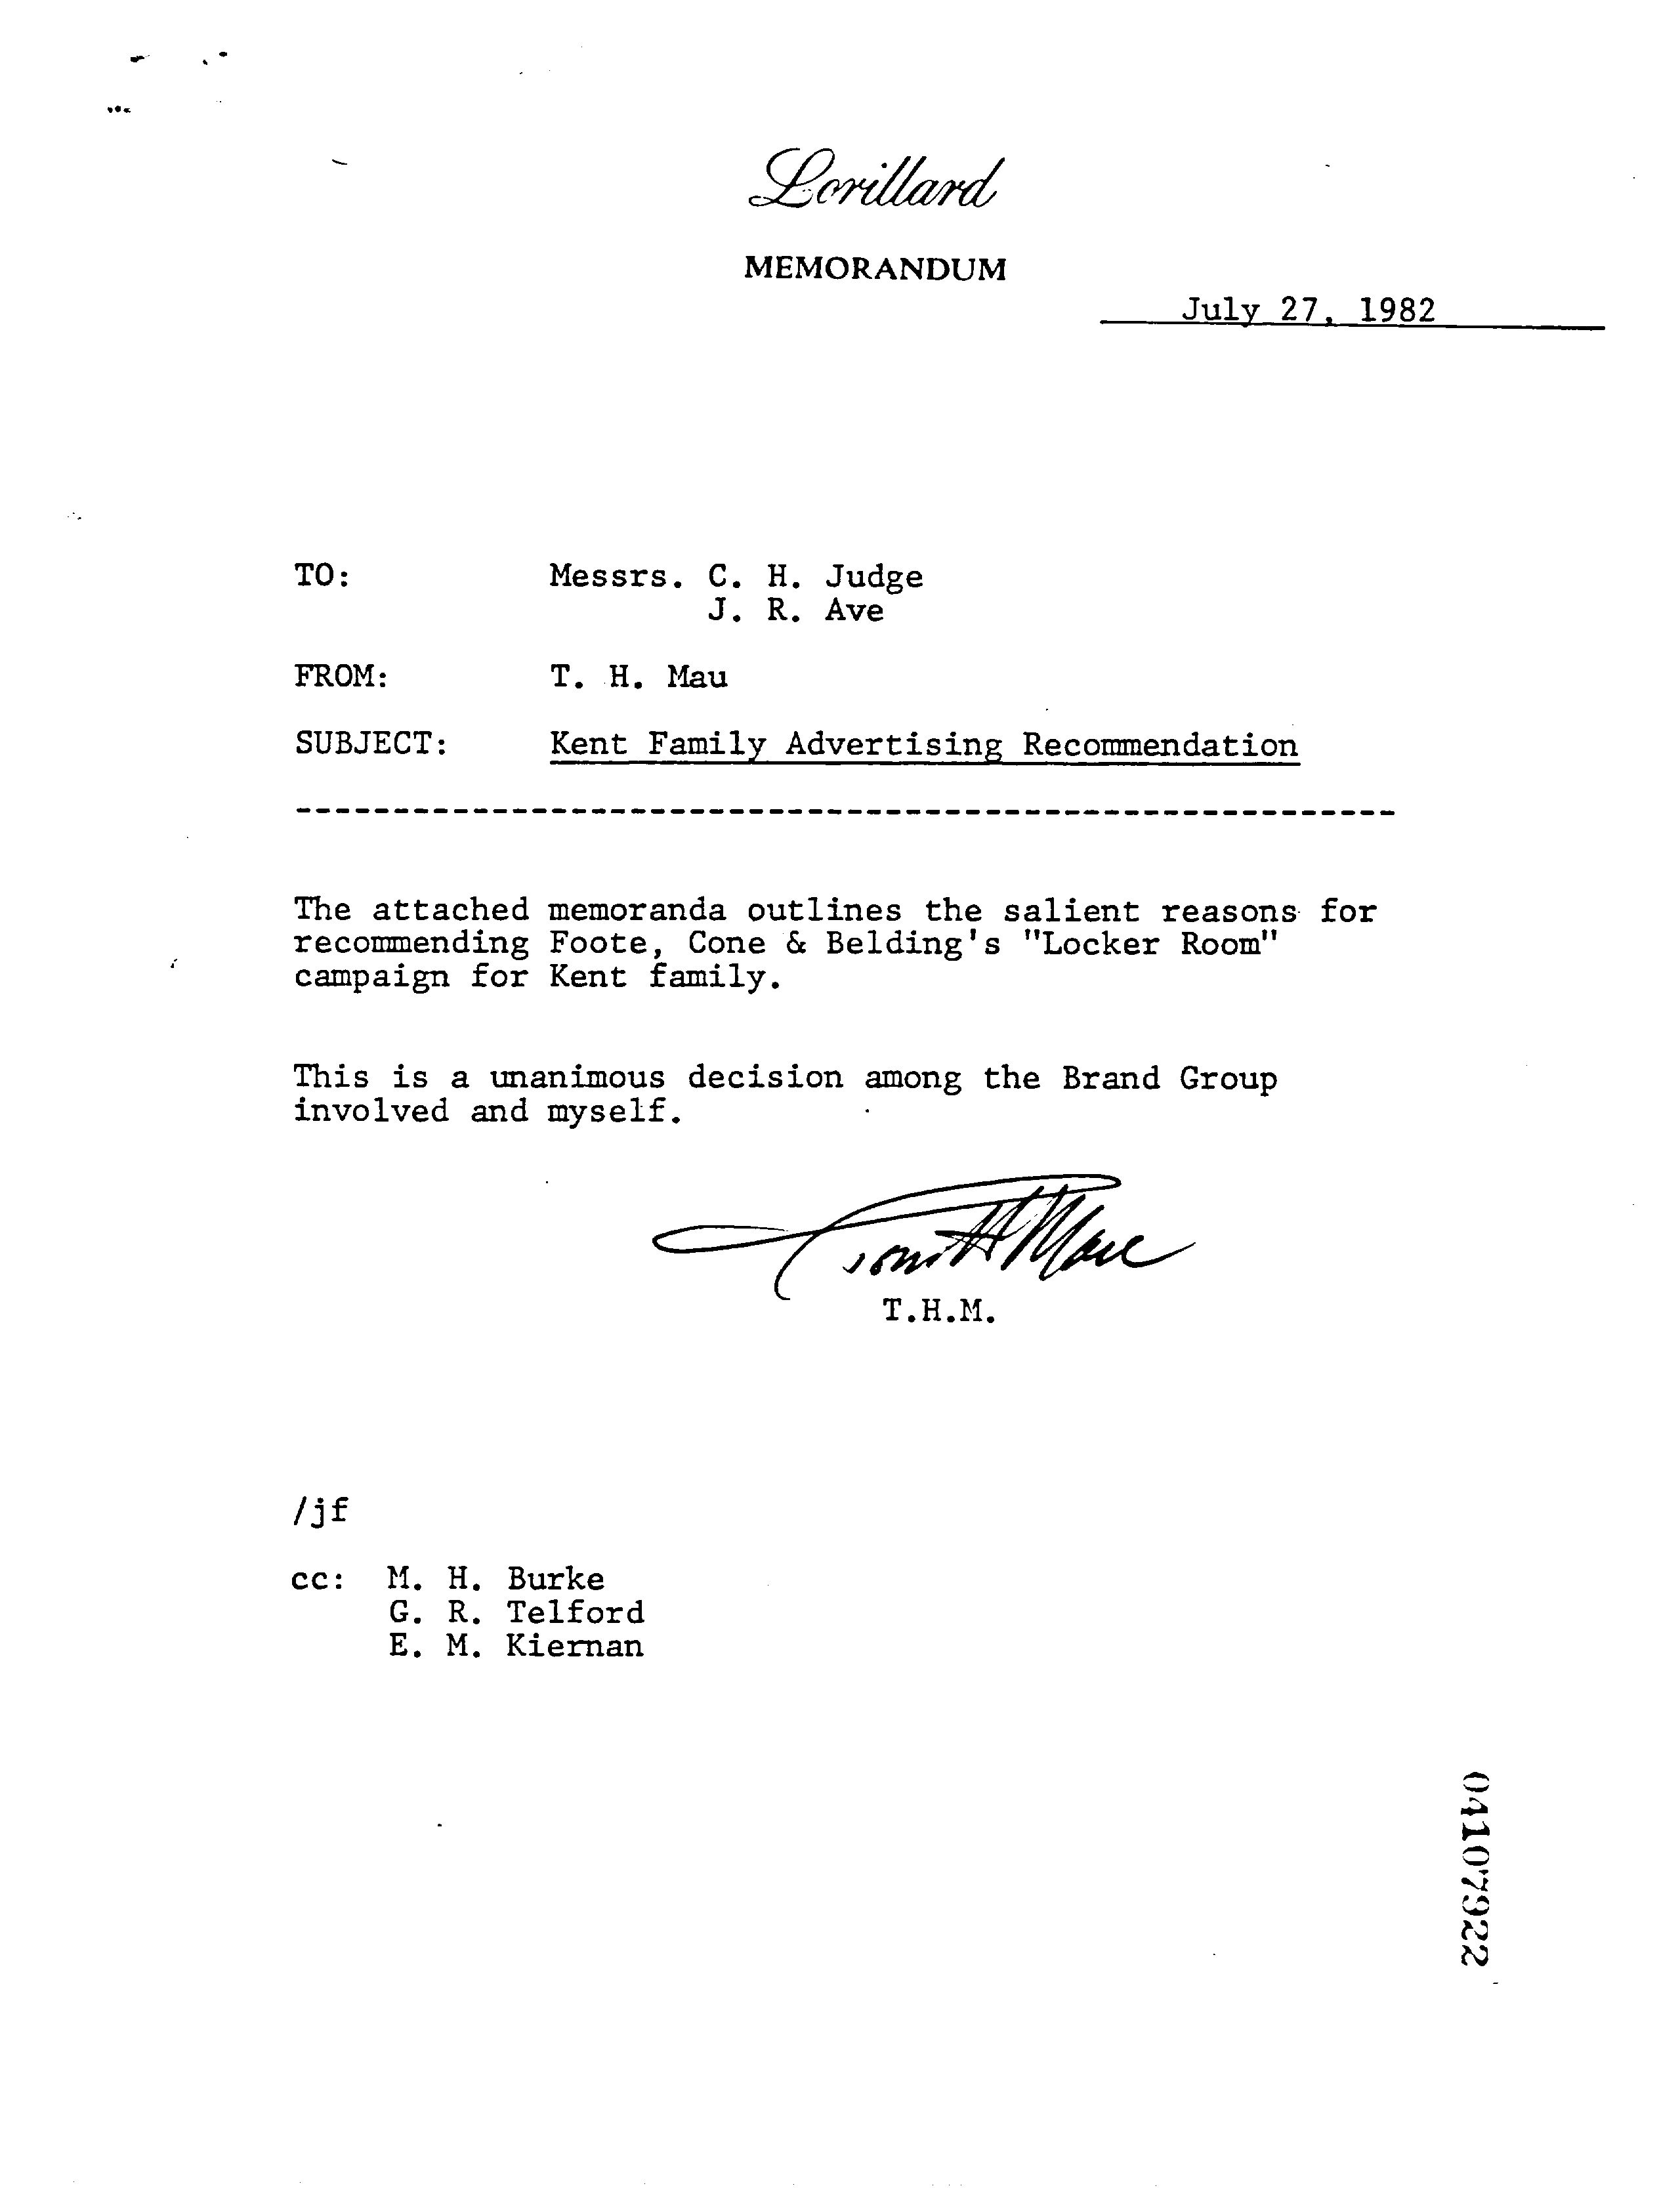 Lorillard
MEMORANDUM
July 27, 1982
TO: Messrs. C. H. Judge
J. R. Ave
FROM: T. H. Mau
SUBJECT: Kent Family Advertising Recommendation
The attached memoranda outlines the salient reasons for
recommending Foote, Cone & Belding's "Locker Room"
campaign for Kent family.
This is a unanimous decision among the Brand Group
involved and myself.
Tom H Mau
T.H.M.
/jf
cc: M. H. Burke
G. R. Telford
E. M. Kiernan
04107922